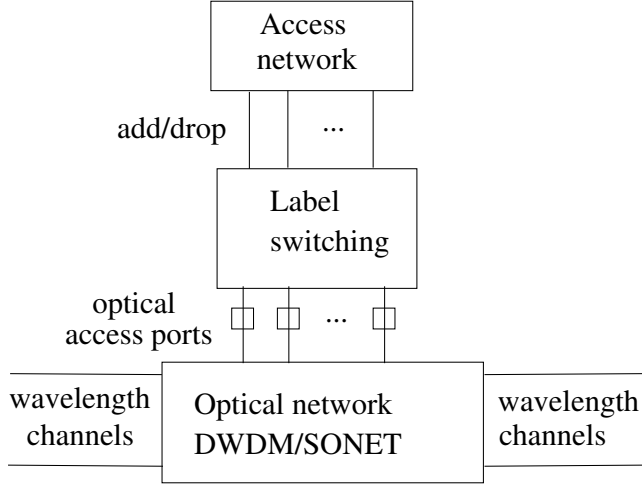 Access
network
add/drop
...
Label
switching
optical
access ports
...
wavelength
channels
Optical network
DWDM/SONET
wavelength
channels